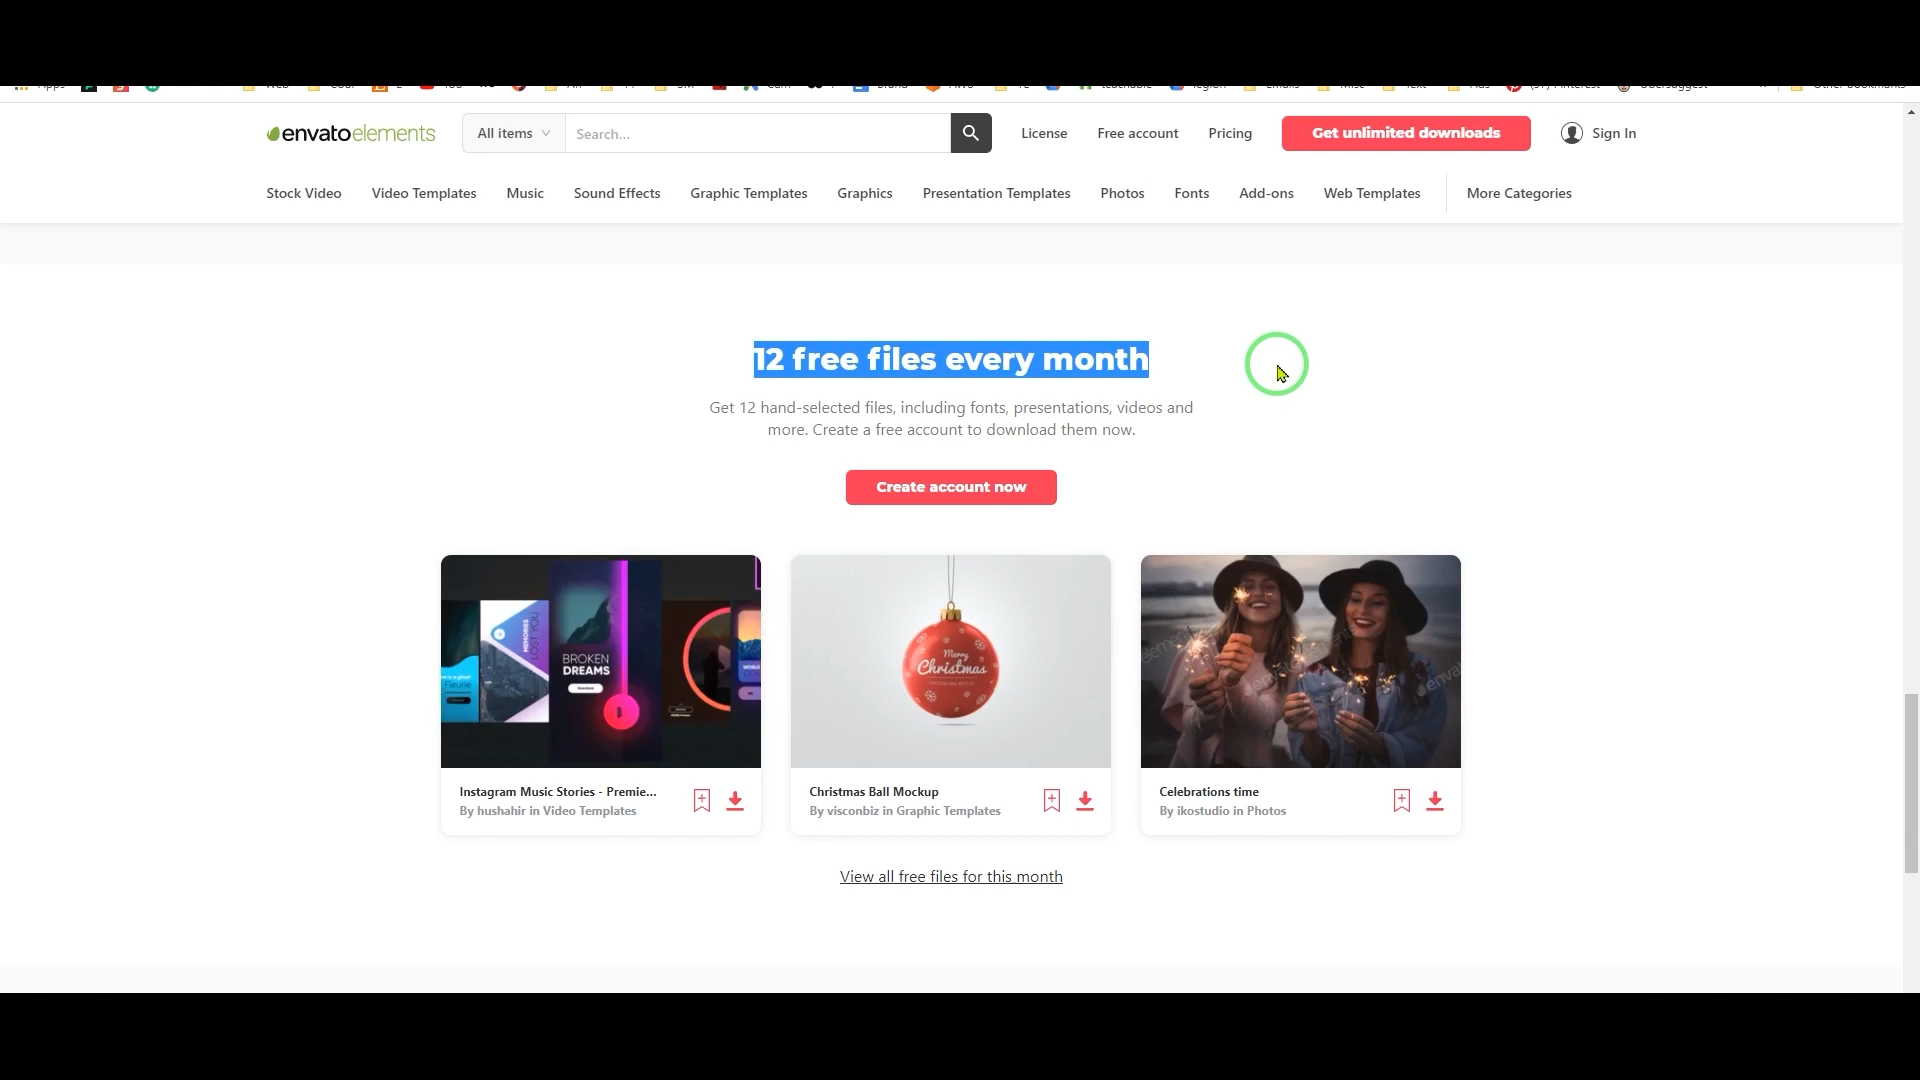 envatoelements
All items
Search...
License
Free account
Pricing
Get unlimited downloads
Sign In
Stock Video
Video Templates
Music
Sound Effects
Graphic Templates
Graphics
Presentation Templates
Photos
Fonts
Add-ons
Web Templates
More Categories
12 free files every month
Get 12 hand-selected files, including fonts, presentations, videos and
more. Create a free account to download them now.
Create account now
MEMORIES
LOST YOU
BROKEN
DREAMS
Fleurie
Merry
Christmas
Instagram Music Stories - Premie...
By hushahir in Video Templates
Christmas Ball Mockup
By visconbiz in Graphic Templates
Celebrations time
By ikostudio in Photos
View all free files for this month